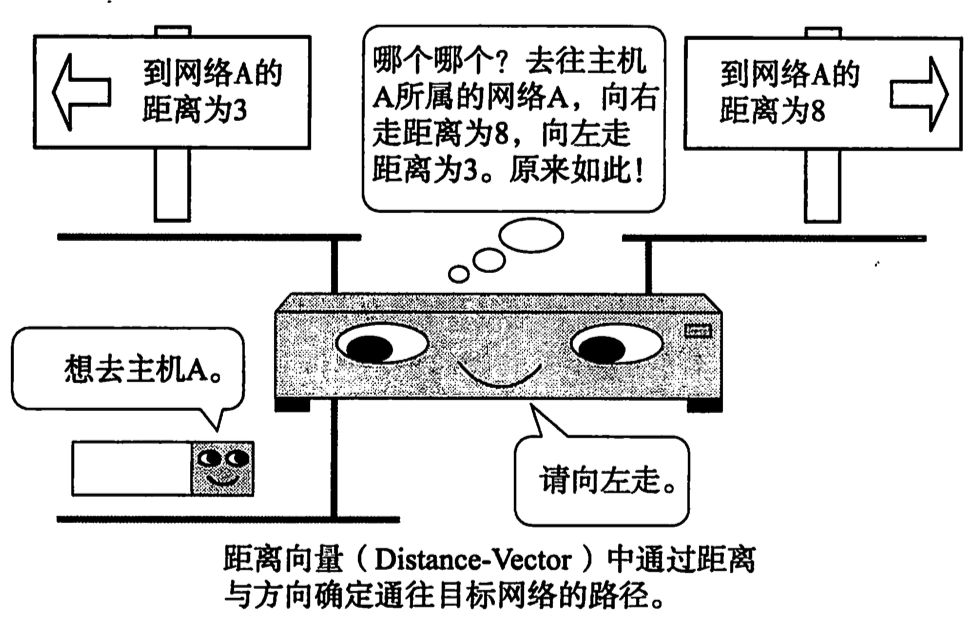 到网络A的
距离为3
哪个哪个？去往主机
A所属的网络A，向右
走距离为8，向左走
距离为3。原来如此！
到网络A的
距离为8
想去主机A。
请向左走。
距离向量（Distance-Vector）中通过距离
与方向确定通往目标网络的路径。